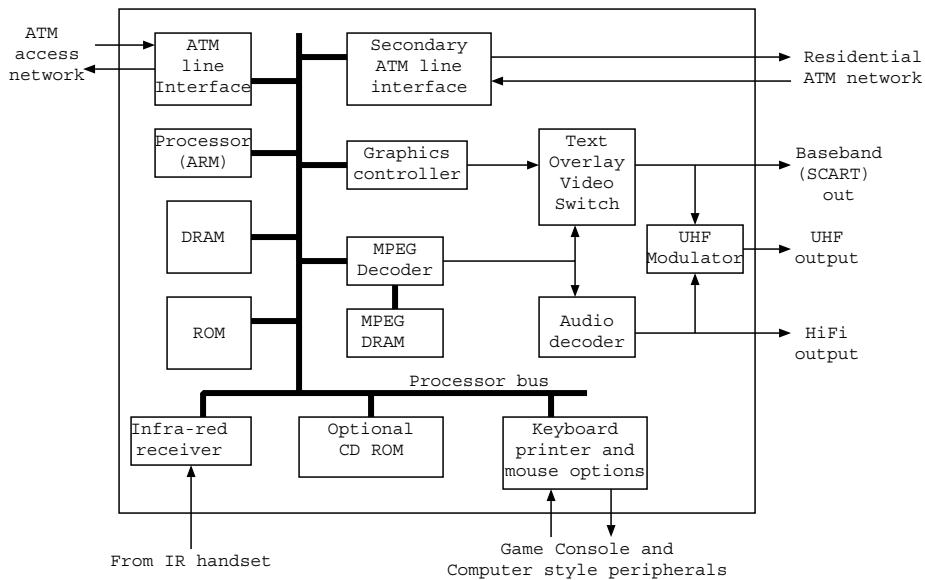 ATM
access
network
ATM
line
Interface
Secondary
ATM line
interface
Residential
ATM network
Processor
(ARM)
Graphics
controller
Text
Overlay
Video
Switch
Baseband
(SCART)
out
DRAM
MPEG
Decoder
UHF
Modulator
UHF
output
ROM
MPEG
DRAM
Audio
decoder
HiFi
output
Processor bus
Infra-red
receiver
Optional
CD ROM
Keyboard
printer and
mouse options
From IR handset
Game Console and
Computer style peripherals